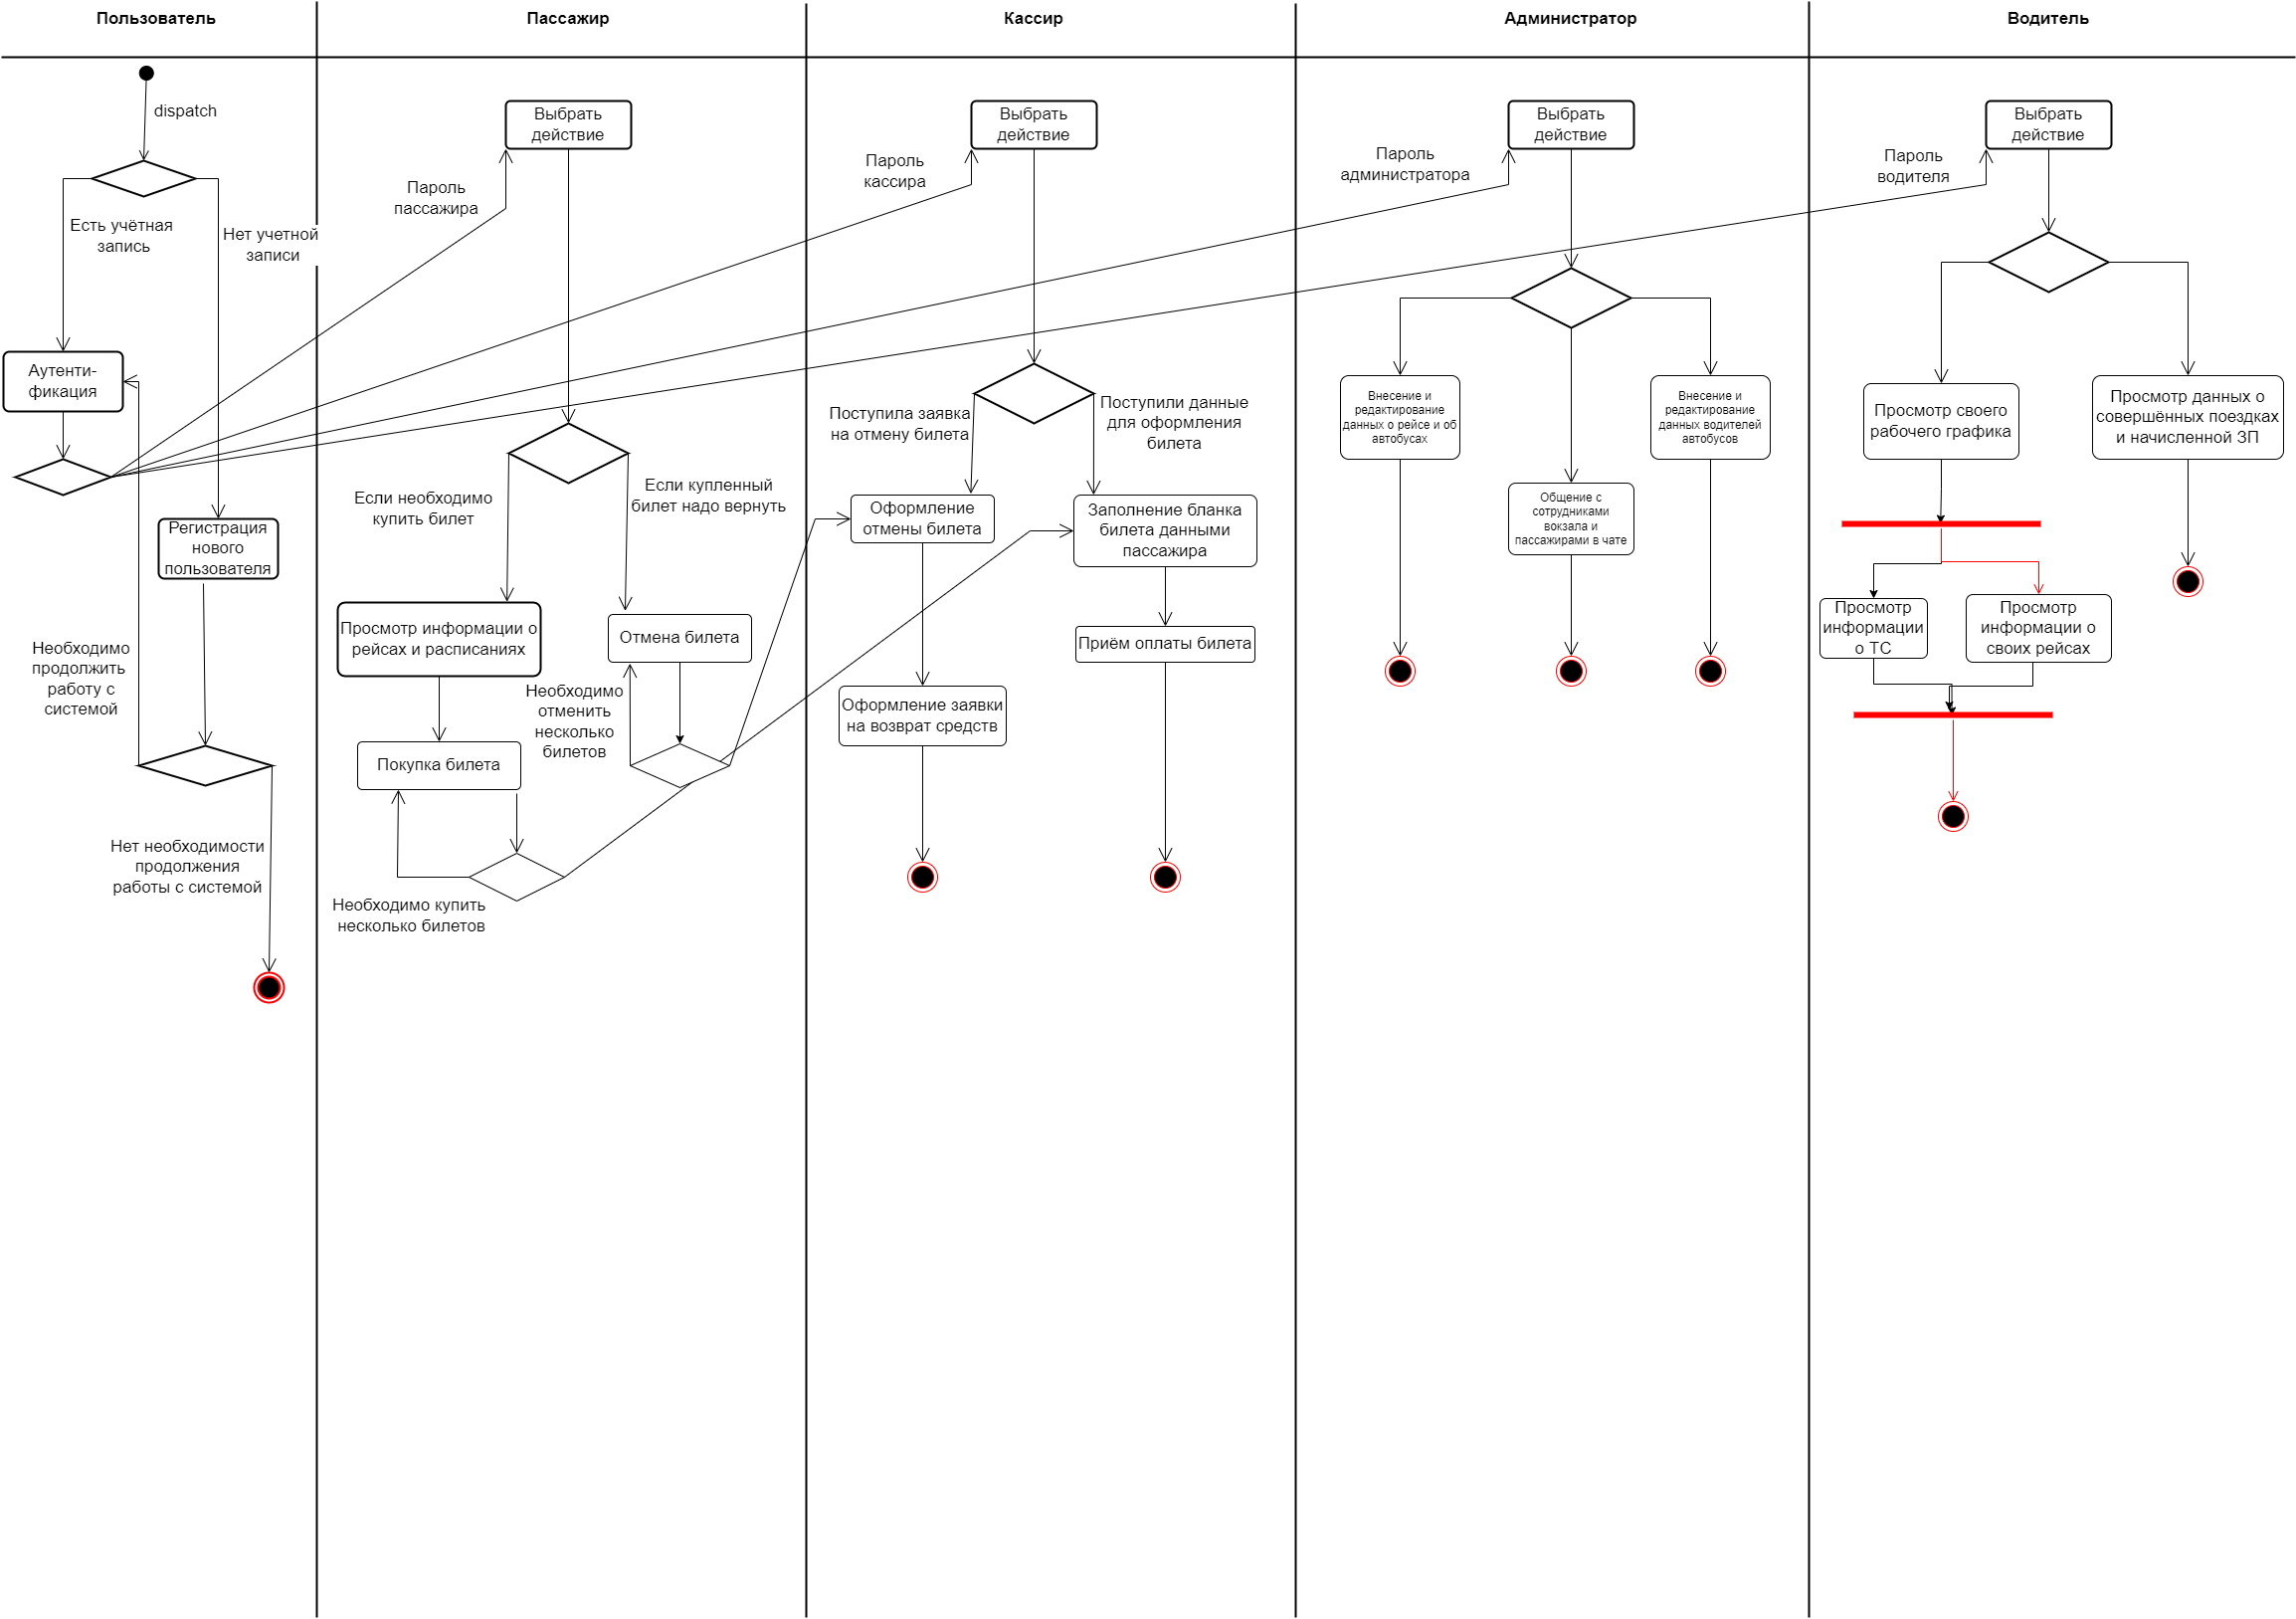 Пользователь
Пассажир
Кассир
Администратор
Водитель
dispatch
Есть учётная
запись
Нет учетной
записи
Аутенти-
фикация
Регистрация
нового
пользователя
Необходимо
продолжить
работу с
системой
Нет необходимости
продолжения
работы с системой
Выбрать
действие
Пароль
пассажира
Если необходимо
купить билет
Если купленный
билет надо вернуть
Просмотр информации о
рейсах и расписаниях
Отмена билета
Необходимо
отменить
несколько
билетов
Покупка билета
Необходимо купить
несколько билетов
Выбрать
действие
Пароль
кассира
Поступила заявка
на отмену билета
Поступили данные
для оформления
билета
Оформление
отмены билета
Заполнение бланка
билета данными
пассажира
Приём оплаты билета
Оформление заявки
на возврат средств
Выбрать
действие
Пароль
администратора
Внесение и
редактирование
данных о рейсе и об
автобусах
Внесение и
редактирование
данных водителей
автобусов
Общение с
сотрудниками
вокзала и
пассажирами в чате
Выбрать
действие
Пароль
водителя
Просмотр своего
рабочего графика
Просмотр данных о
совершённых поездках
и начисленной ЗП
Просмотр
информации
о ТС
Просмотр
информации о
своих рейсах